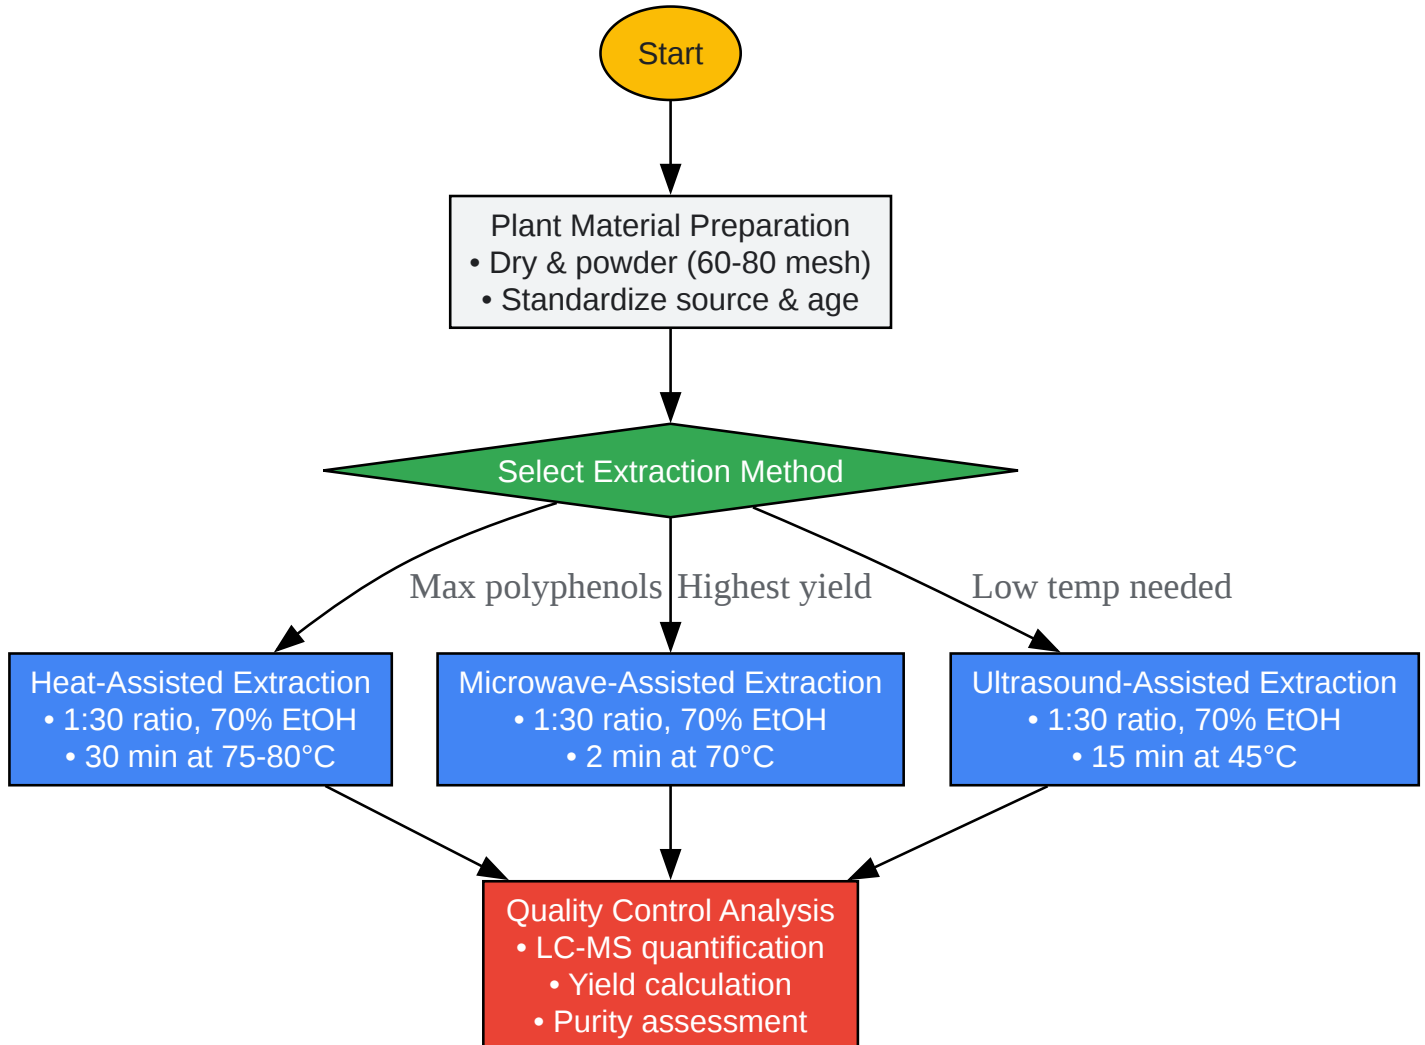 Start
Plant Material Preparation
• Dry & powder (60-80 mesh)
• Standardize source & age
Select Extraction Method
Max polyphenols
Highest yield
Low temp needed
Heat-Assisted Extraction
• 1:30 ratio, 70% EtOH
• 30 min at 75-80°C
Microwave-Assisted Extraction
• 1:30 ratio, 70% EtOH
• 2 min at 70°C
Ultrasound-Assisted Extraction
• 1:30 ratio, 70% EtOH
• 15 min at 45°C
Quality Control Analysis
• LC-MS quantification
• Yield calculation
• Purity assessment